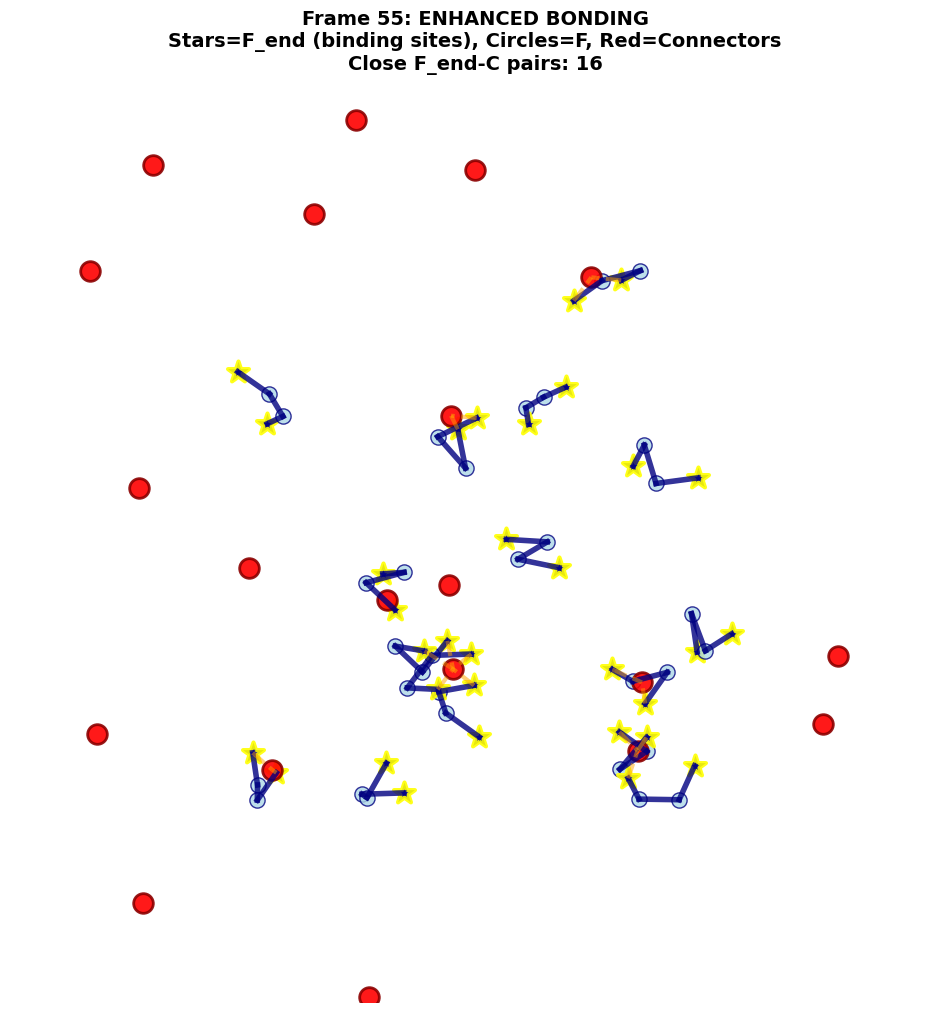 Frame 55: ENHANCED BONDING
Stars=F_end (binding sites), Circles=F, Red=Connectors
Close F_end-C pairs: 16